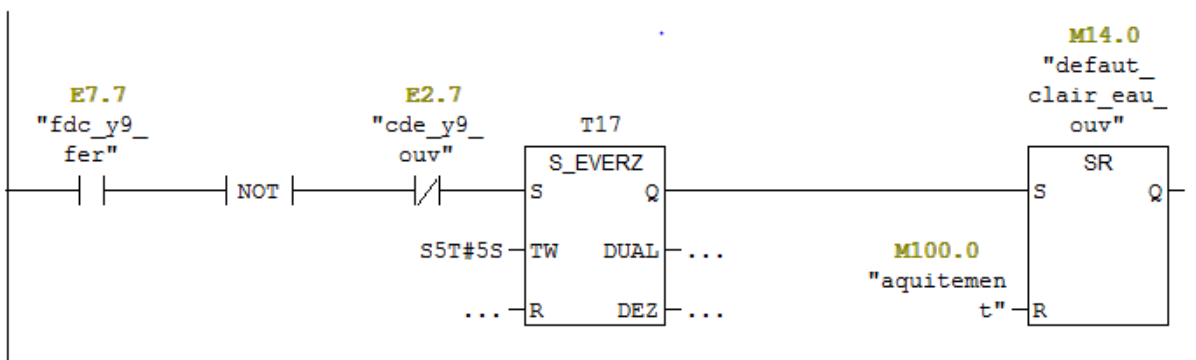 M14.0
"defaut_
clair_eau_
ouv"
E7.7
"fdc_y9_
fer"
E2.7
"cde_y9_
ouv"
T17
S_EVERZ
SR
NOT
S Q
S Q
S5T#5S TW DUAL ...
... R DEZ ...
M100.0
"aquitemen
t" R